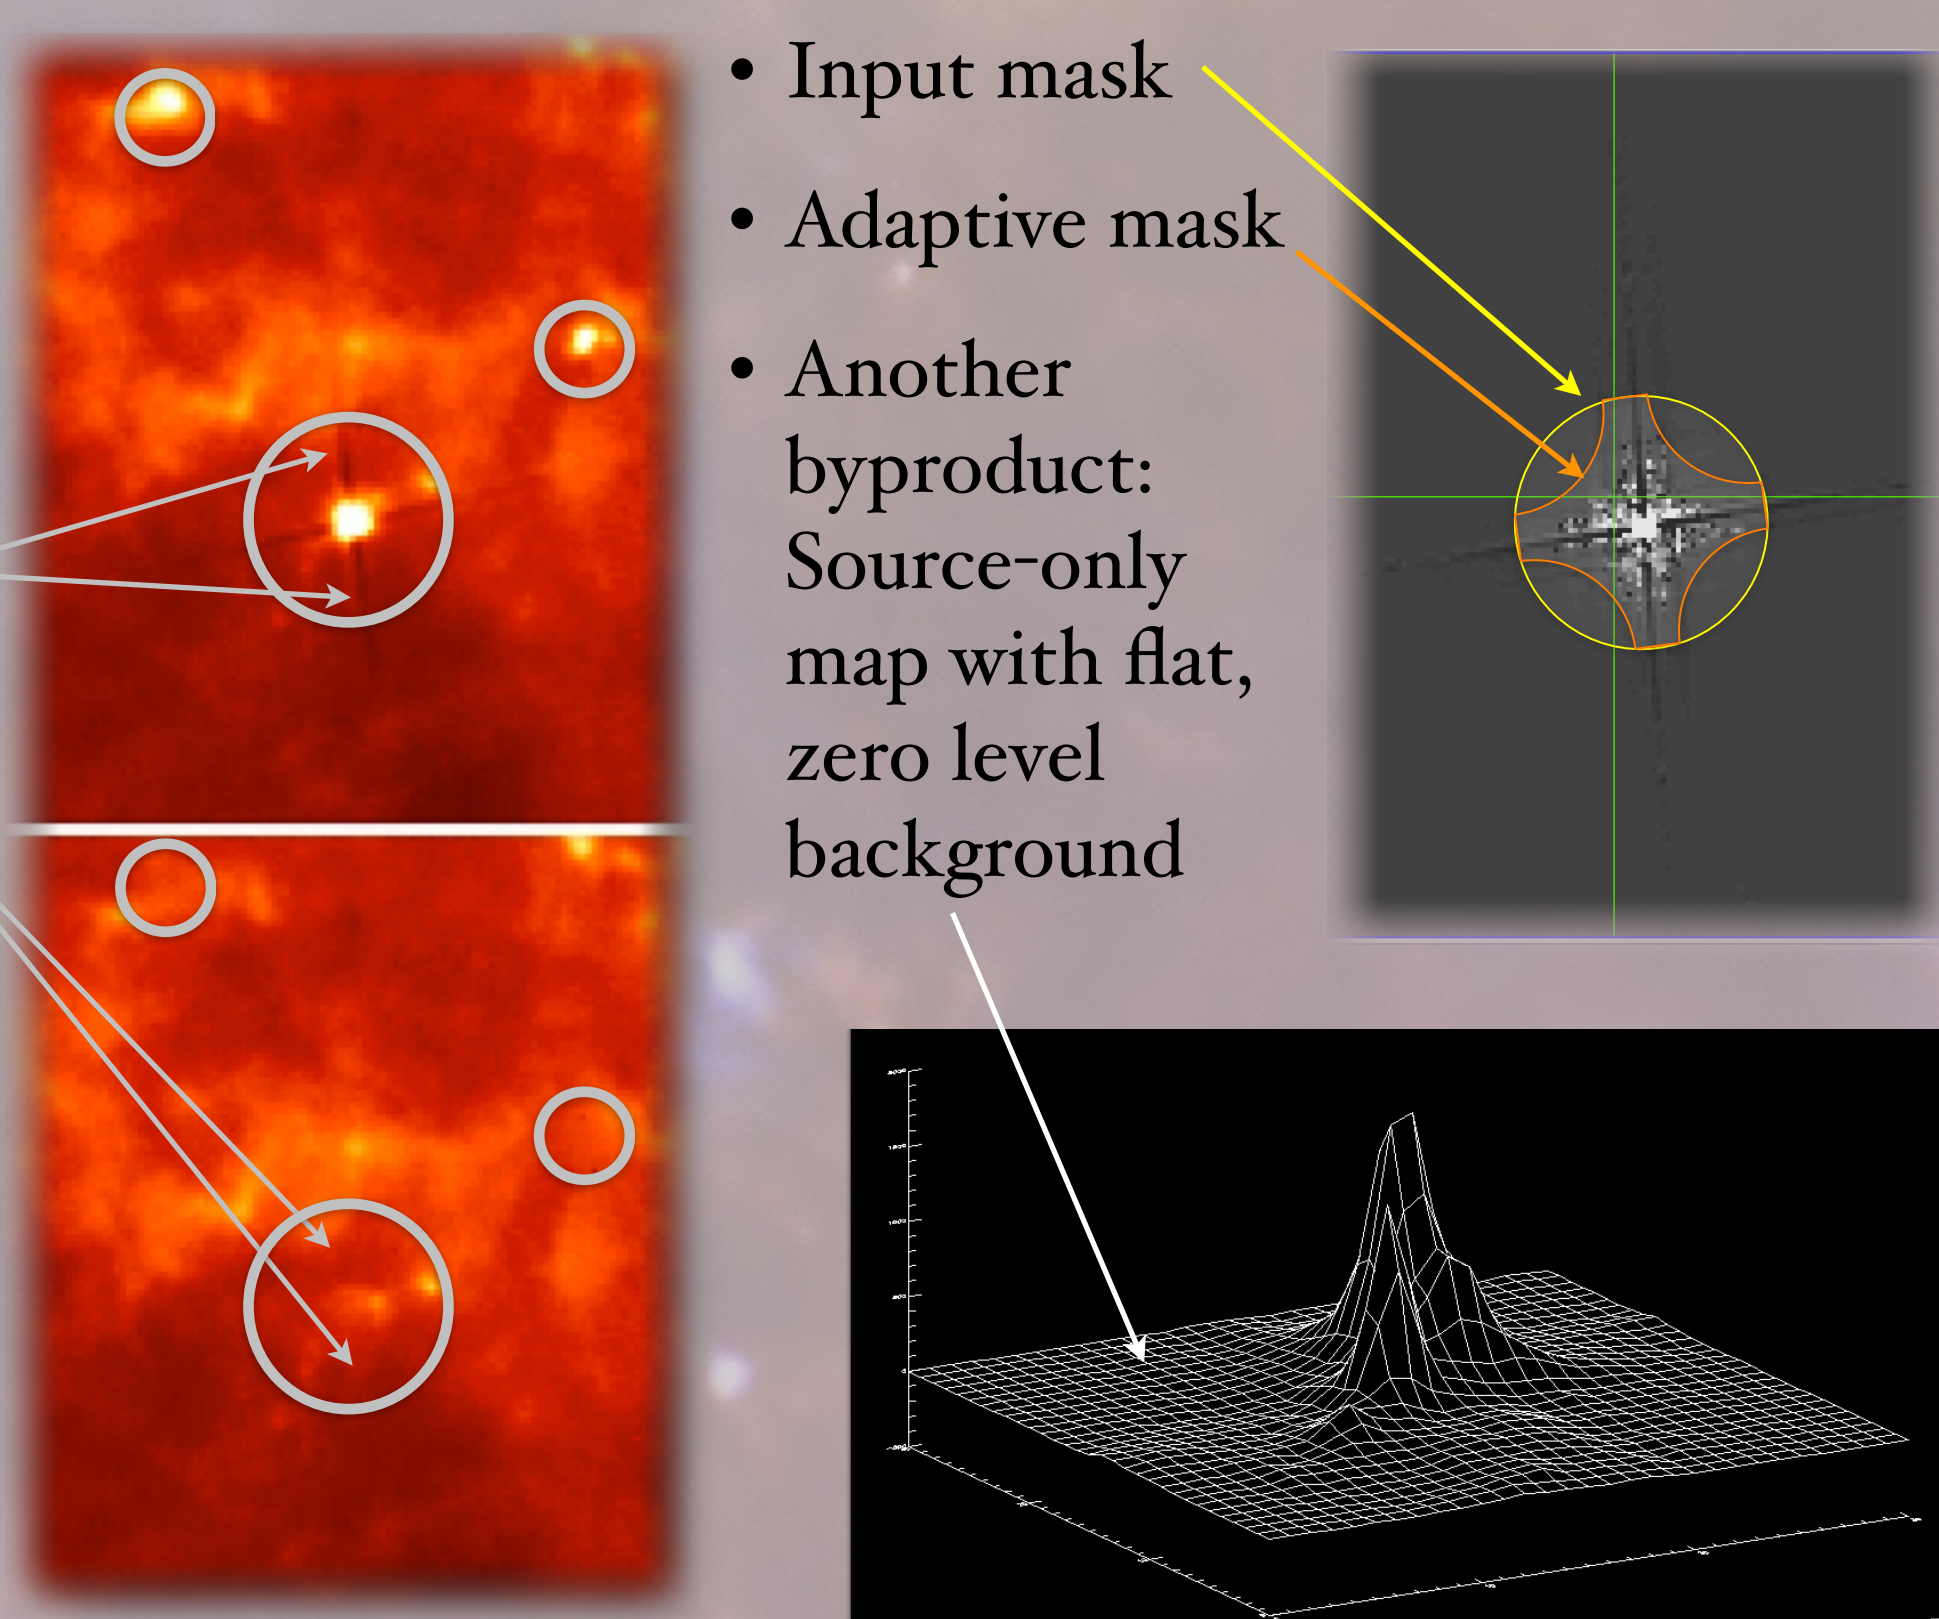 • Input mask
• Adaptive mask
• Another
byproduct:
Source-only
map with flat,
zero level
background